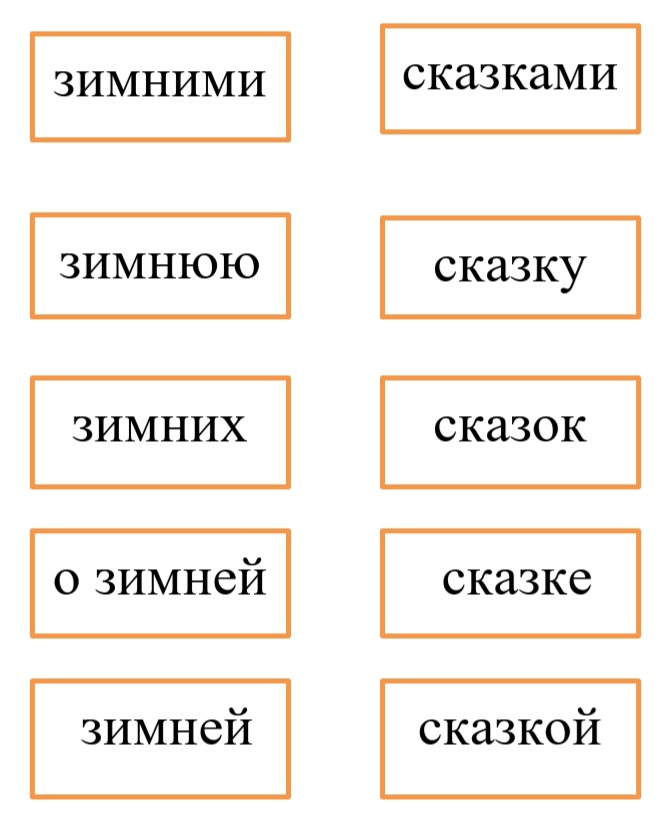 зимними сказками
зимнюю сказку
зимних сказок
о зимней сказке
зимней сказкой